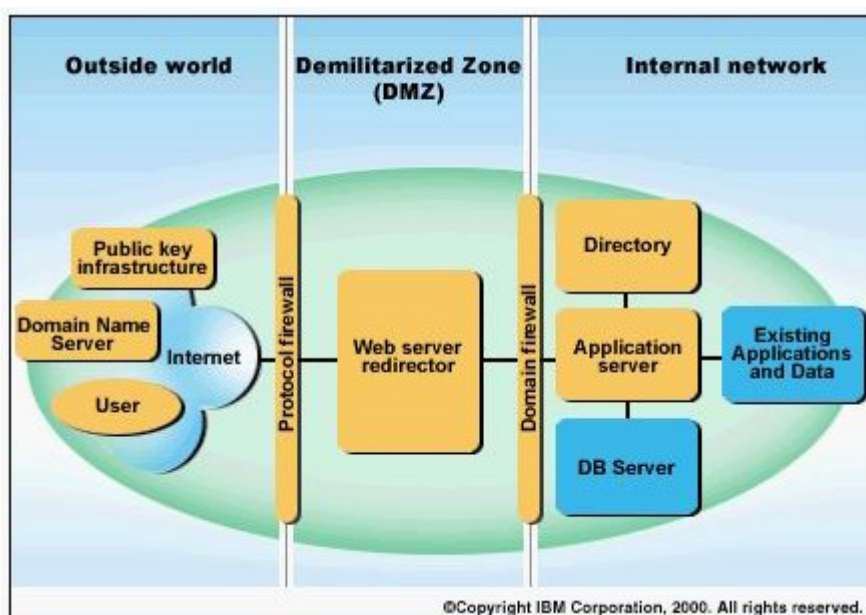 Outside world
Demilitarized Zone
(DMZ)
Internal network
Public key
infrastructure
Domain Name
Server
Internet
User
Protocol firewall
Web server
redirector
Domain firewall
Directory
Application
server
DB Server
Existing
Applications
and Data
©Copyright IBM Corporation, 2000. All rights reserved.